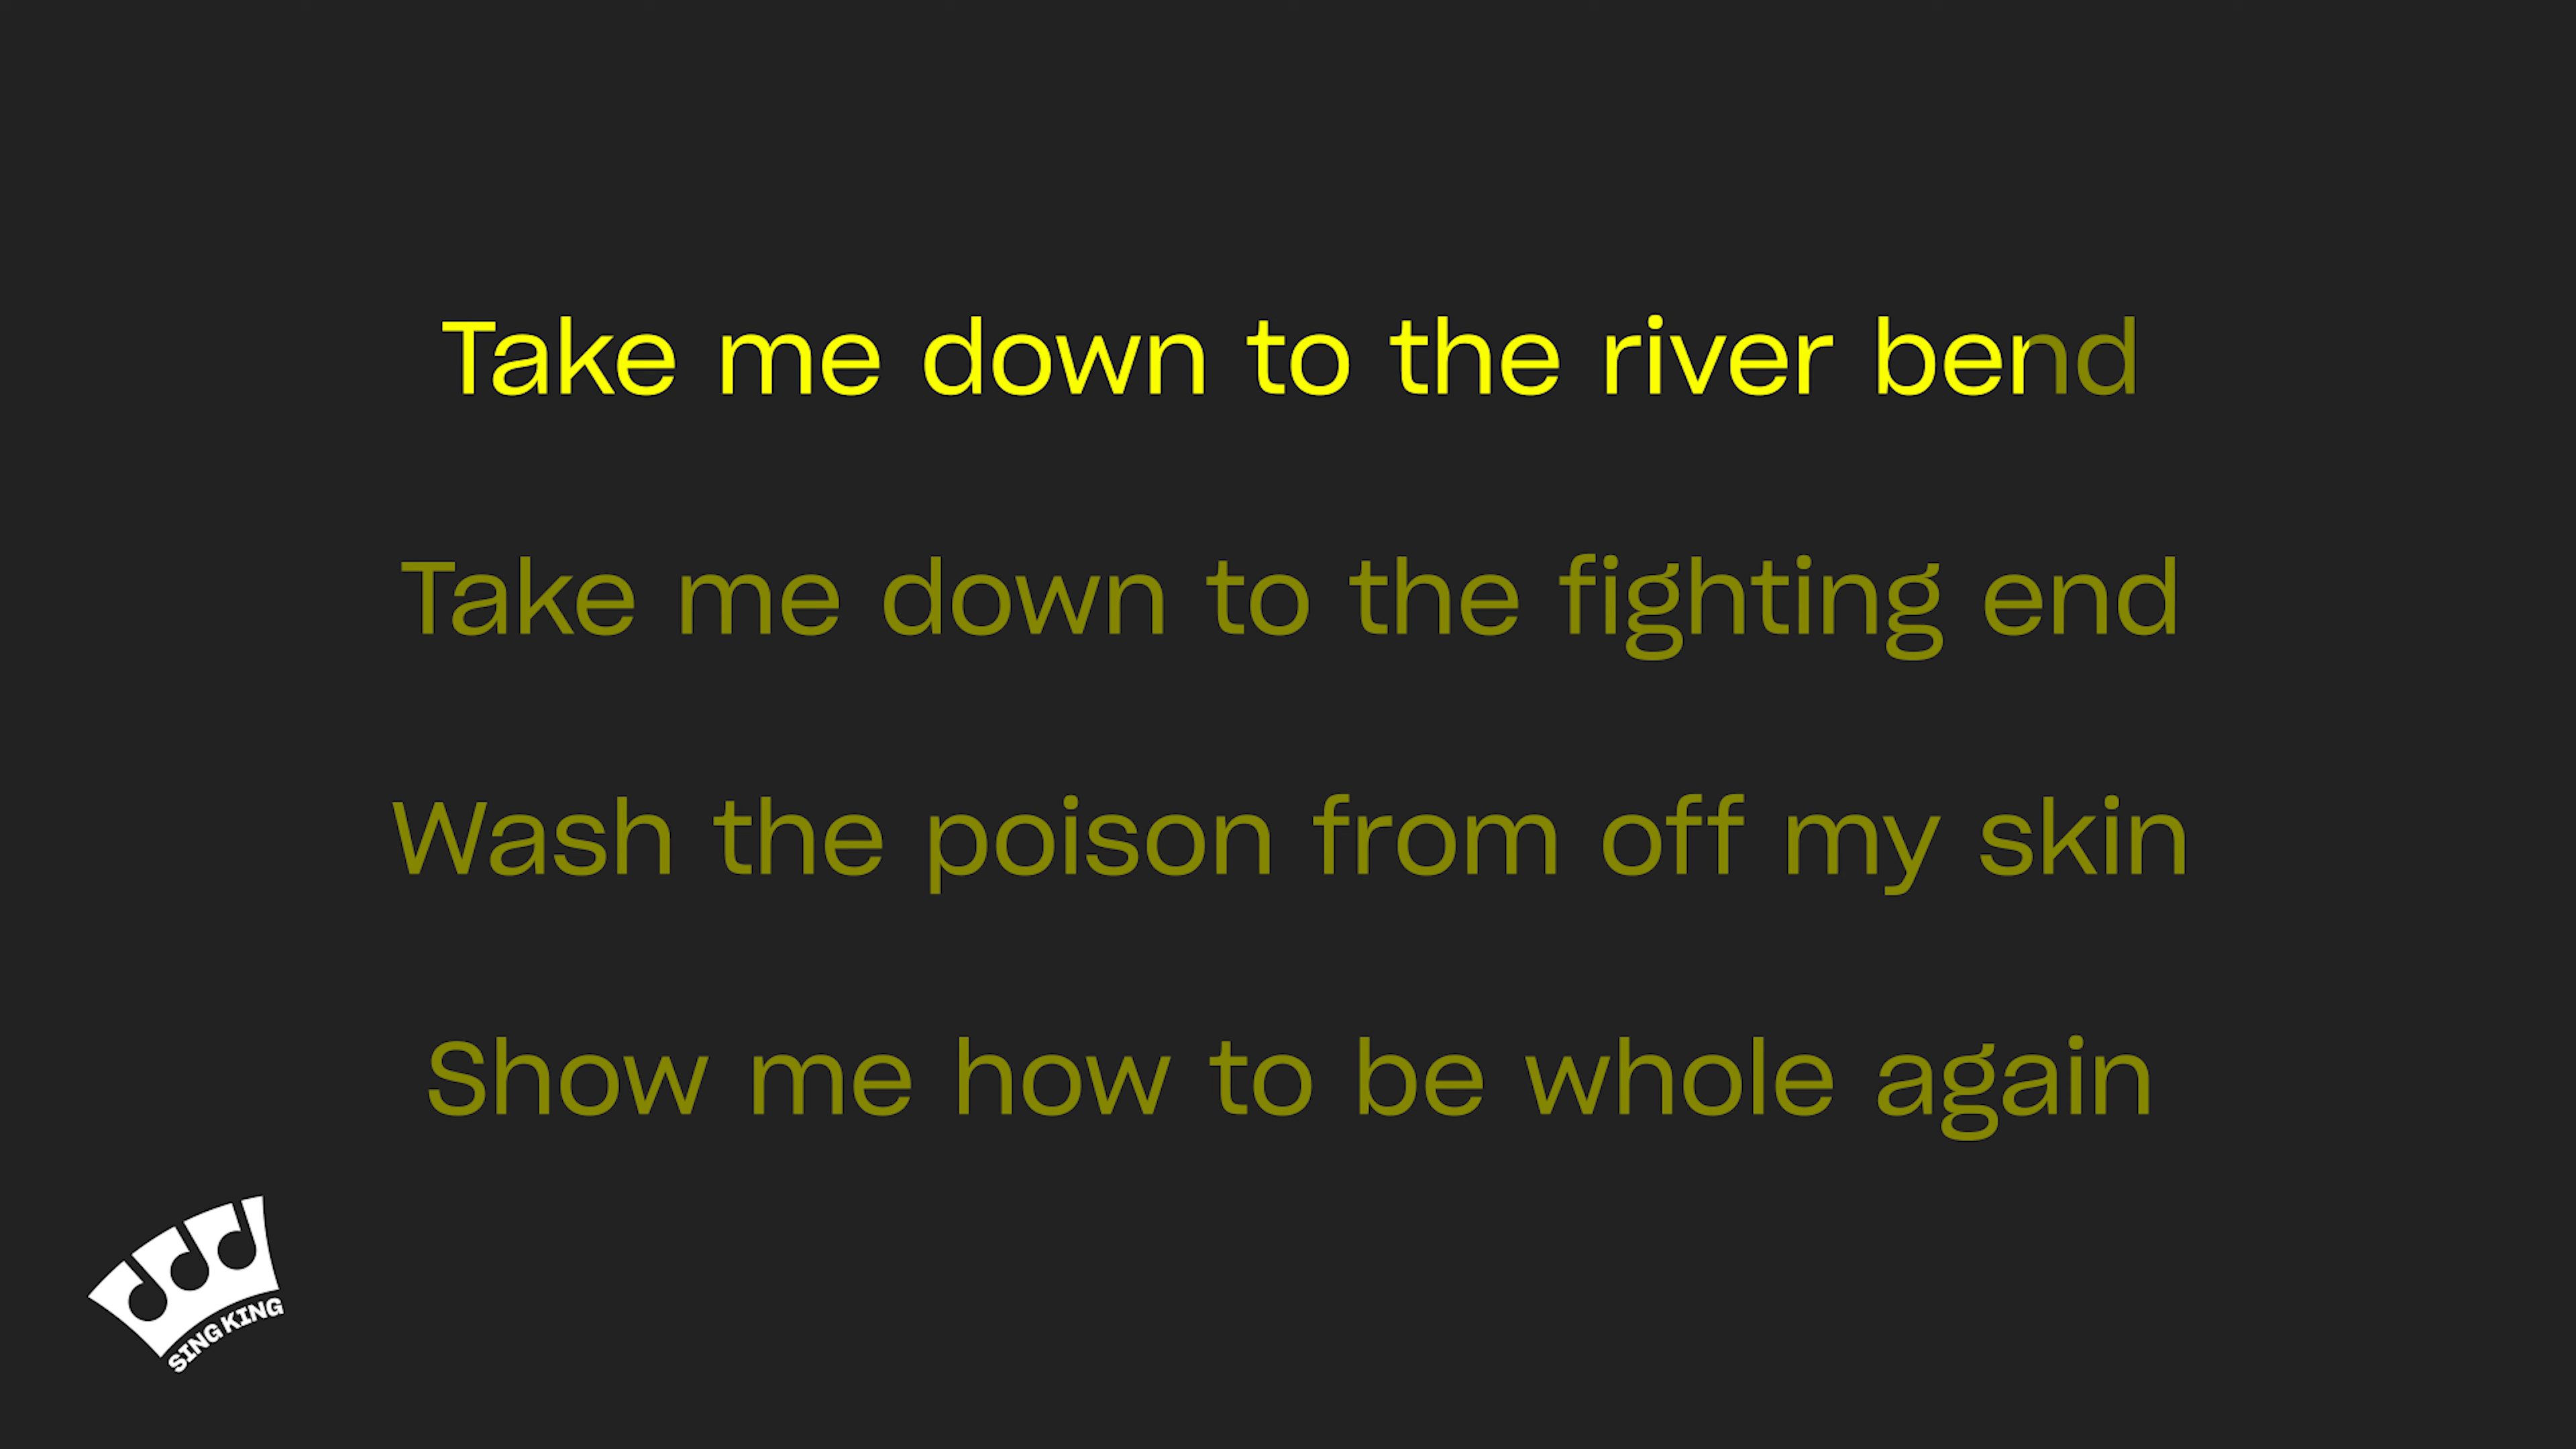 Take me down to the river bend
Take me down to the fighting end
Wash the poison from off my skin
Show me how to be whole again
SING KING